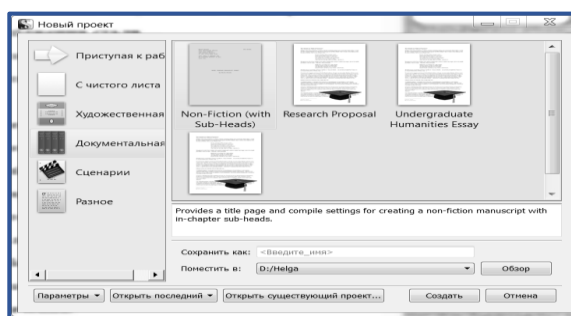 Новый проект
Приступая к раб
С чистого листа
Художественная
Документальная
Сценарии
Разное
Non-Fiction (with
Sub-Heads)
Research Proposal
Undergraduate
Humanities Essay
Provides a title page and compile settings for creating a non-fiction manuscript with
in-chapter sub-heads.
Сохранить как: <Введите_имя>
Поместить в: D:/Helga Обзор
Параметры Открыть последний Открыть существующий проект... Создать Отмена